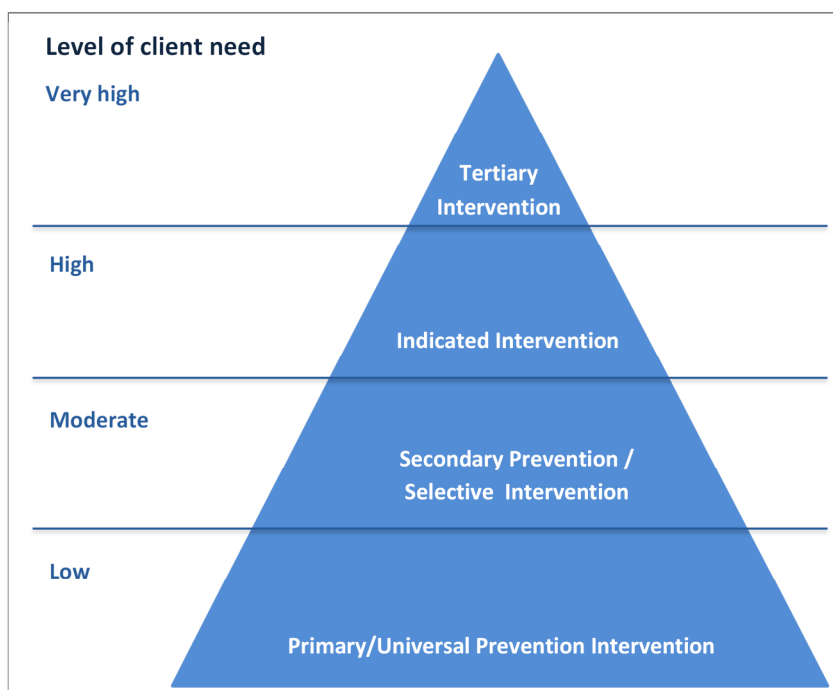 Level of client need
Very high
Tertiary
Intervention
High
Indicated Intervention
Moderate
Secondary Prevention /
Selective  Intervention
Low
Primary/Universal Prevention Intervention